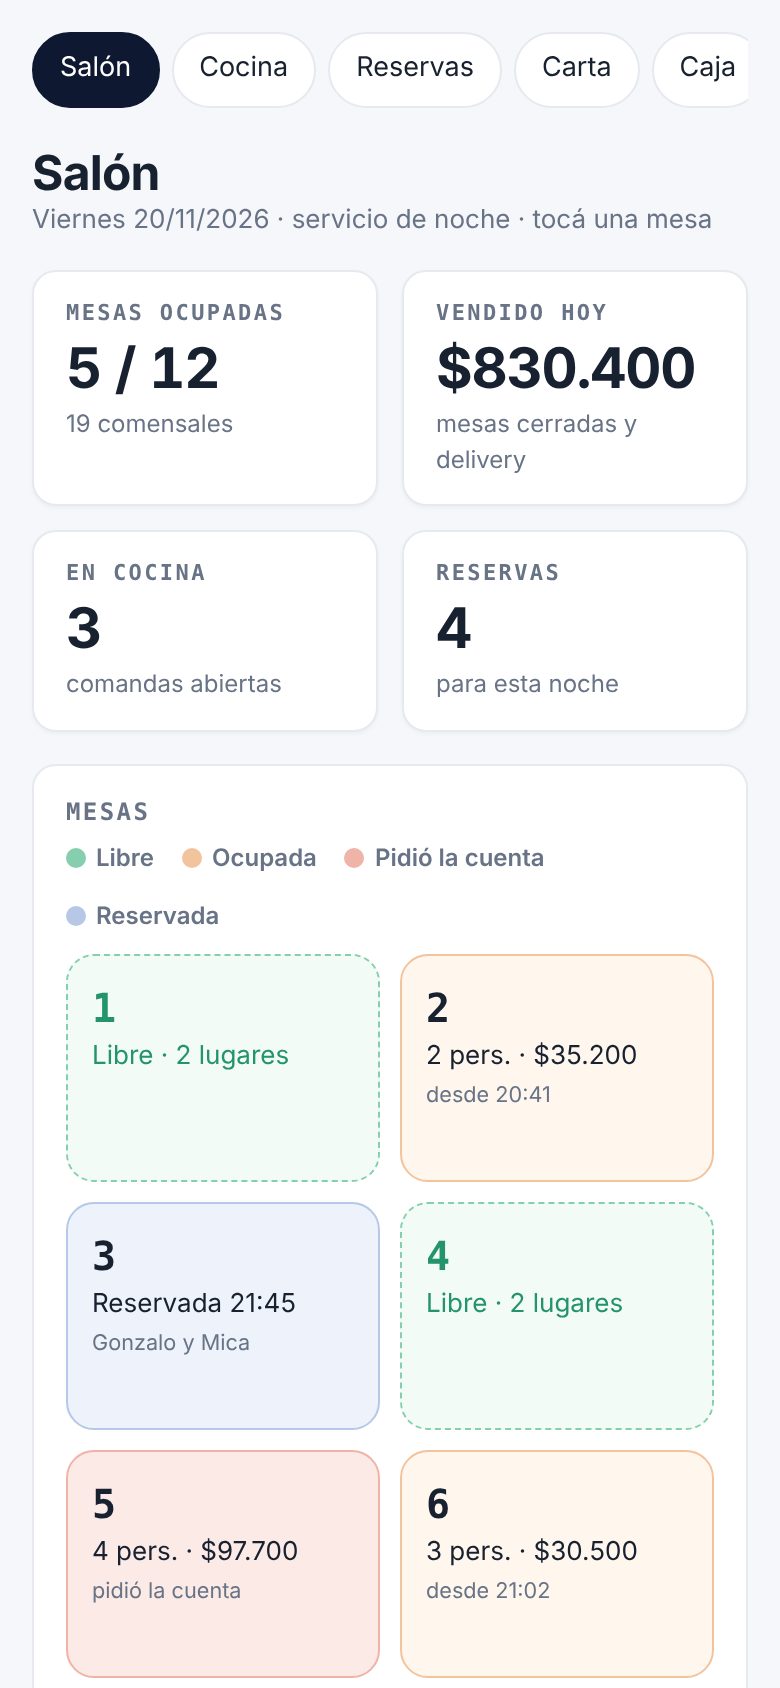 Salón Cocina Reservas Carta Caja
Salón
Viernes 20/11/2026 · servicio de noche · tocá una mesa
MESAS OCUPADAS
5 / 12
19 comensales
VENDIDO HOY
$830.400
mesas cerradas y
delivery
EN COCINA
3
comandas abiertas
RESERVAS
4
para esta noche
MESAS
Libre Ocupada Pidió la cuenta
Reservada
1
Libre · 2 lugares
2
2 pers. · $35.200
desde 20:41
3
Reservada 21:45
Gonzalo y Mica
4
Libre · 2 lugares
5
4 pers. · $97.700
pidió la cuenta
6
3 pers. · $30.500
desde 21:02